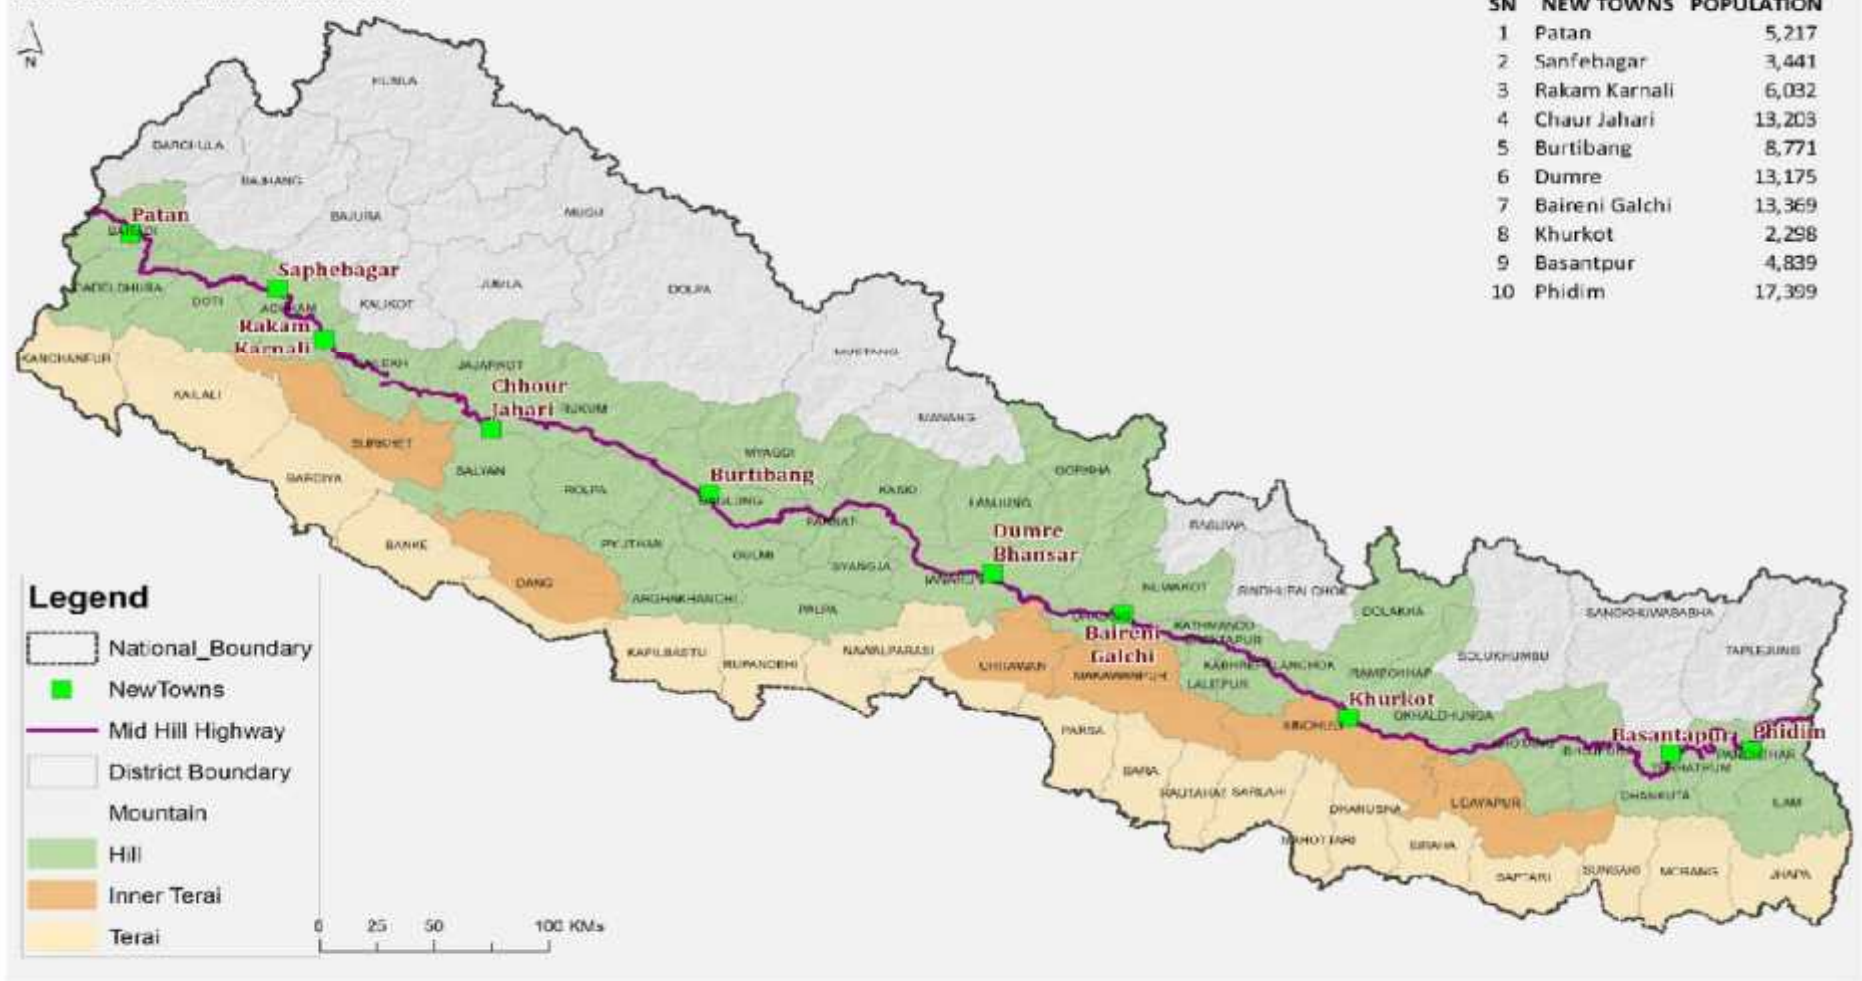 SN NEW TOWNS POPULATION
1 Patan 5,217
2 Sanfebagar 3,441
3 Rakam Karnali 6,032
4 Chaur Jahari 13,203
5 Burtibang 8,771
6 Dumre 13,175
7 Baireni Galchi 13,369
8 Khurkot 2,298
9 Basantpur 4,839
10 Phidim 17,399
N
HUMLA
DARCHULA
BAJHANG
BAJURA
MUGU
Patan
Saphebagar
DADELDHURA
DOTI
KALIKOT
JUMLA
DOLPA
Rakam
Karnali
KANCHANPUR
KAILALI
JAJARKOT
MUSTANG
Chhour
Jahari
RUKUM
MANANG
SURKHET
SALYAN
BARDIYA
ROLPA
MYAGDI
Burtibang
KASKI
LAMJUNG
GORKHA
PARBAT
RASUWA
Dumre
Bhansar
BANKE
PYUTHAN
GULMI
SYANGJA
DANG
ARGHAKHANCHI
PALPA
NUWAKOT
SINDHUPALCHOK
DOLAKHA
SANKHUWASABHA
KATHMANDU
Baireni
Galchi
KAPILBASTU
RUPANDEHI
NAWALPARASI
CHITAWAN
MAKAWANPUR
LALITPUR
RAMECHHAP
SOLUKHUMBU
TAPLEJUNG
Khurkot
OKHALDHUNGA
SINDHULI
Basantapur
Phidim
PARSA
BARA
RAUTAHAT
SARLAHI
DHANUSHA
MAHOTTARI
SIRAHA
UDAYAPUR
DHANKUTA
ILAM
SAPTARI
SUNSARI
MORANG
JHAPA
Legend
National_Boundary
NewTowns
Mid Hill Highway
District Boundary
Mountain
Hill
Inner Terai
Terai
0 25 50 100 KMs